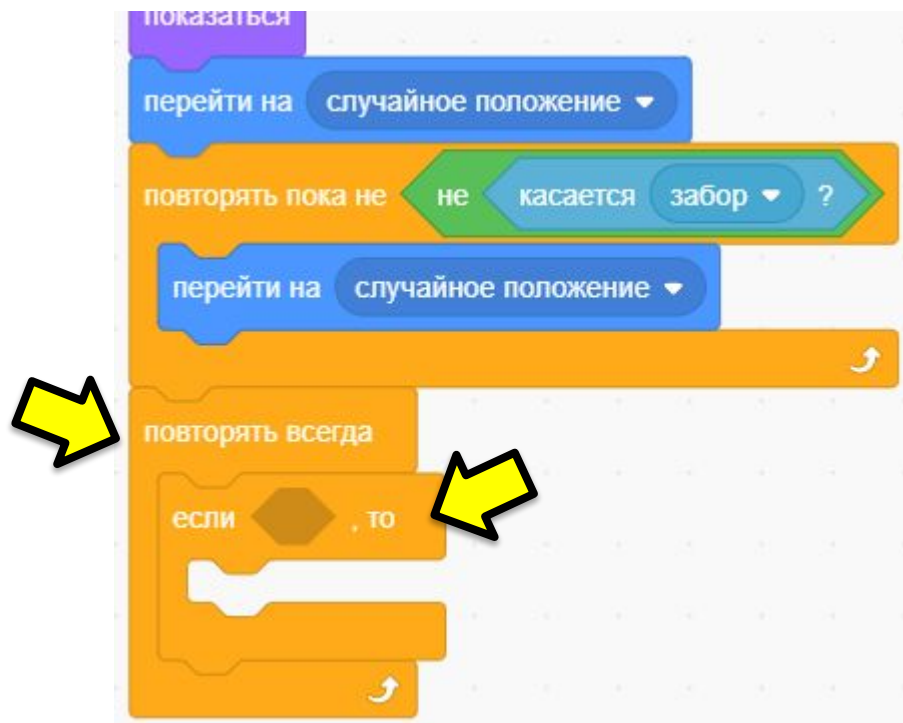 показаться
перейти на случайное положение
повторять пока не не касается забор ?
перейти на случайное положение
повторять всегда
если , то